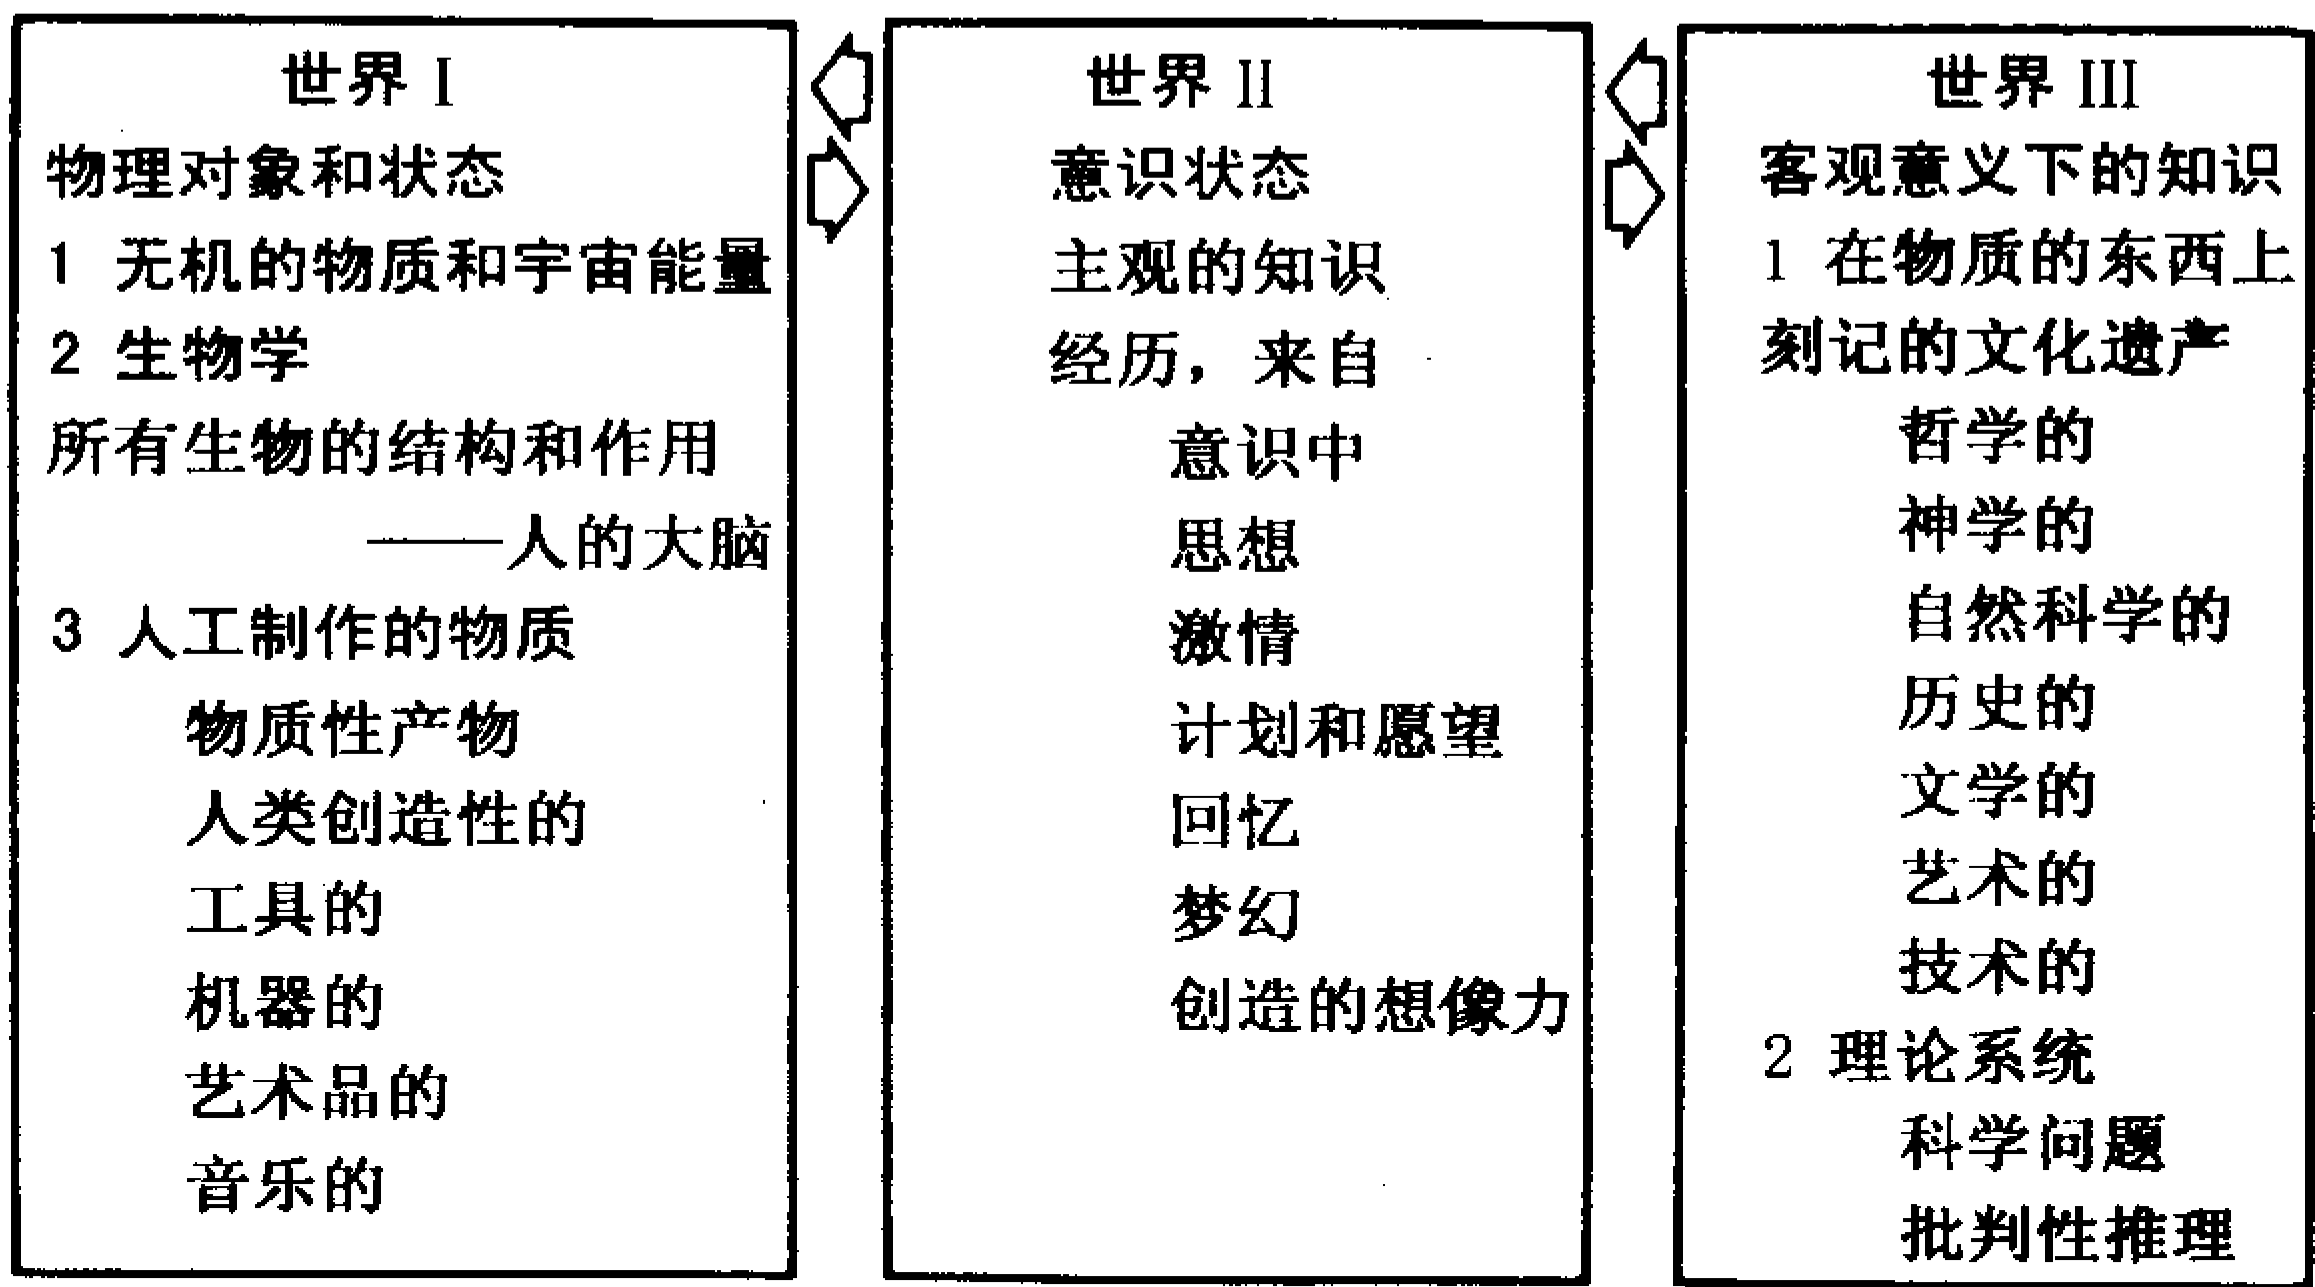 世界 I
物理对象和状态
1 无机的物质和宇宙能量
2 生物学
所有生物的结构和作用
——人的大脑
3 人工制作的物质
物质性产物
人类创造性的
工具的
机器的
艺术品的
音乐的
世界 II
意识状态
主观的知识
经历，来自
意识中
思想
激情
计划和愿望
回忆
梦幻
创造的想像力
世界 III
客观意义下的知识
1 在物质的东西上
刻记的文化遗产
哲学的
神学的
自然科学的
历史的
文学的
艺术的
技术的
2 理论系统
科学问题
批判性推理